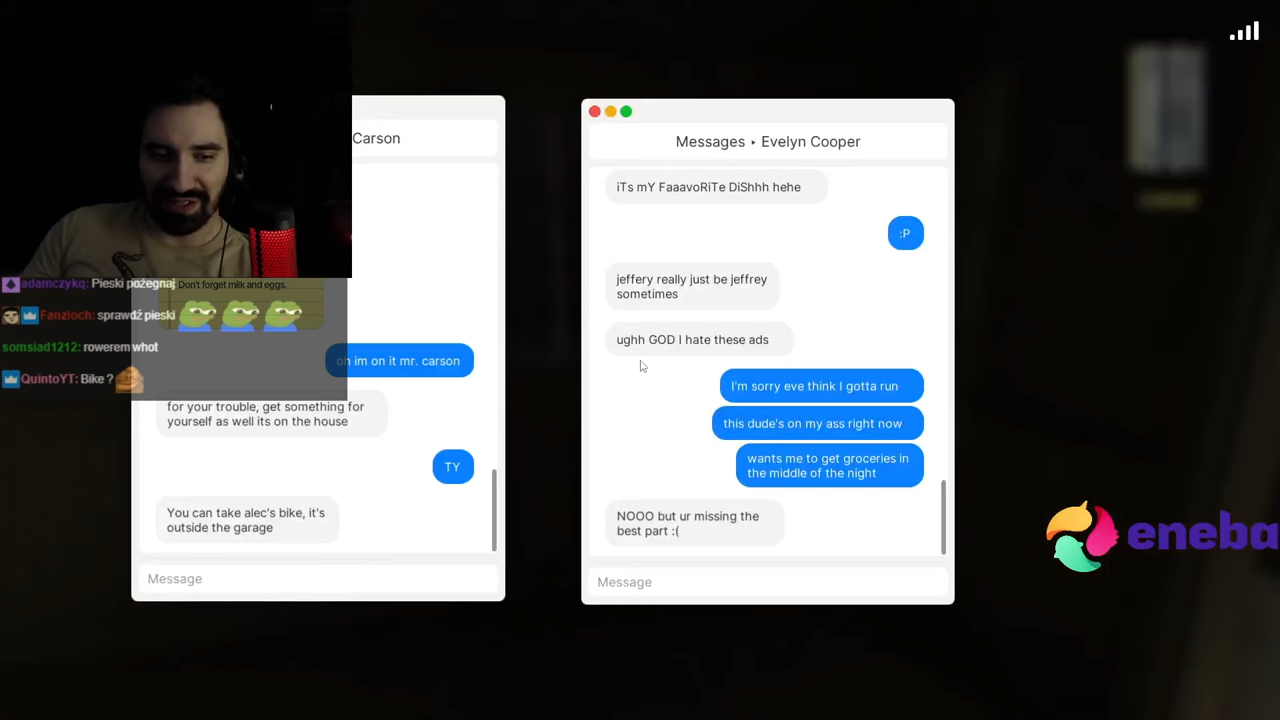 Carson
Don't forget milk and eggs.
adamczykq: Pieski pożegnaj
Fanzloch: sprawdź pieski
somsiad1212: rowerem whot
QuintoYT: Bike ?
oh im on it mr. carson
for your trouble, get something for
yourself as well its on the house
TY
You can take alec's bike, it's
outside the garage
Message
Messages ▸ Evelyn Cooper
iTs mY FaaavoRiTe DiShhh hehe
:P
jeffery really just be jeffrey
sometimes
ughh GOD I hate these ads
I'm sorry eve think I gotta run
this dude's on my ass right now
wants me to get groceries in
the middle of the night
NOOO but ur missing the
best part :(
Message
eneba